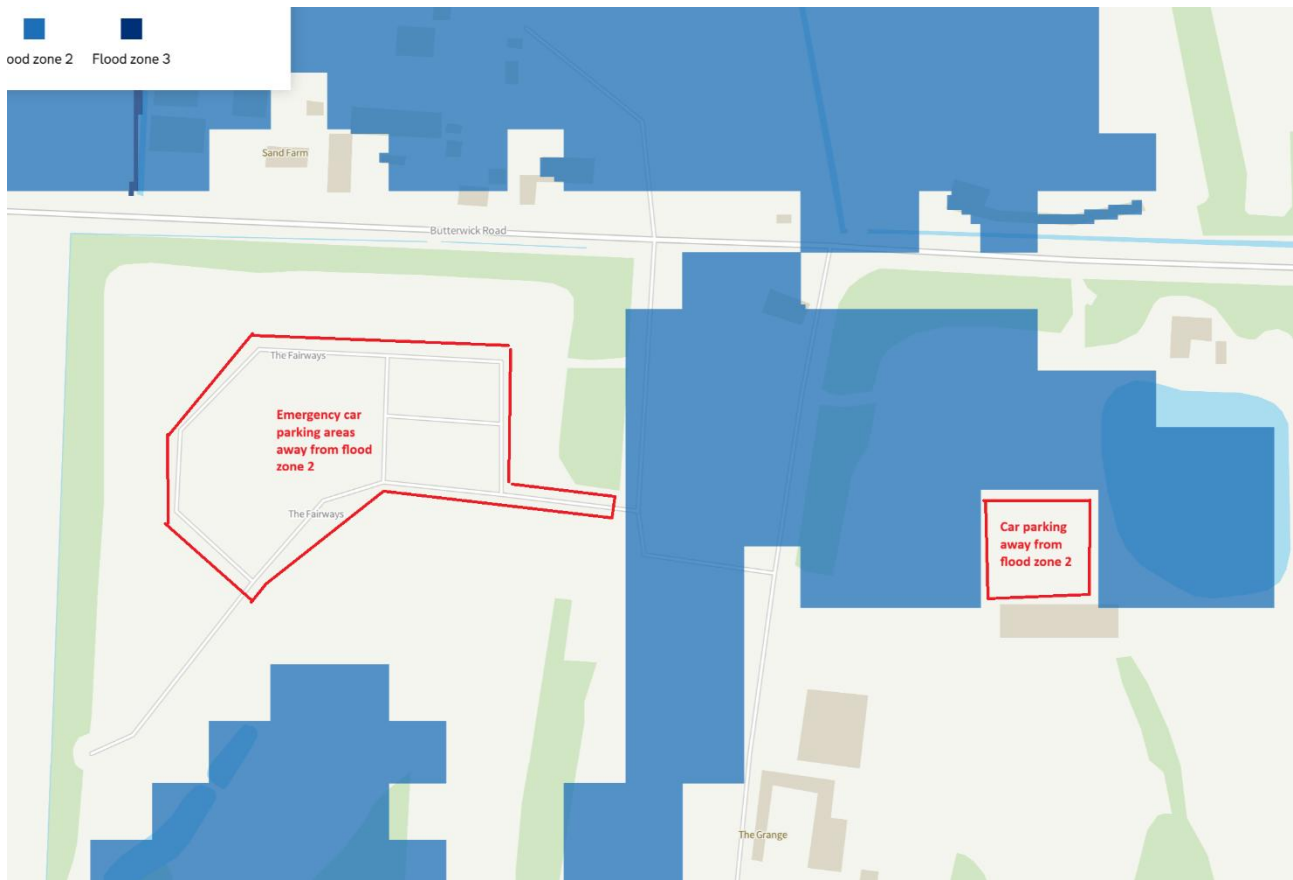 ood zone 2 Flood zone 3
Sand Farm
Butterwick Road
The Fairways
Emergency car
parking areas
away from flood
zone 2
The Fairways
Car parking
away from
flood zone 2
The Grange